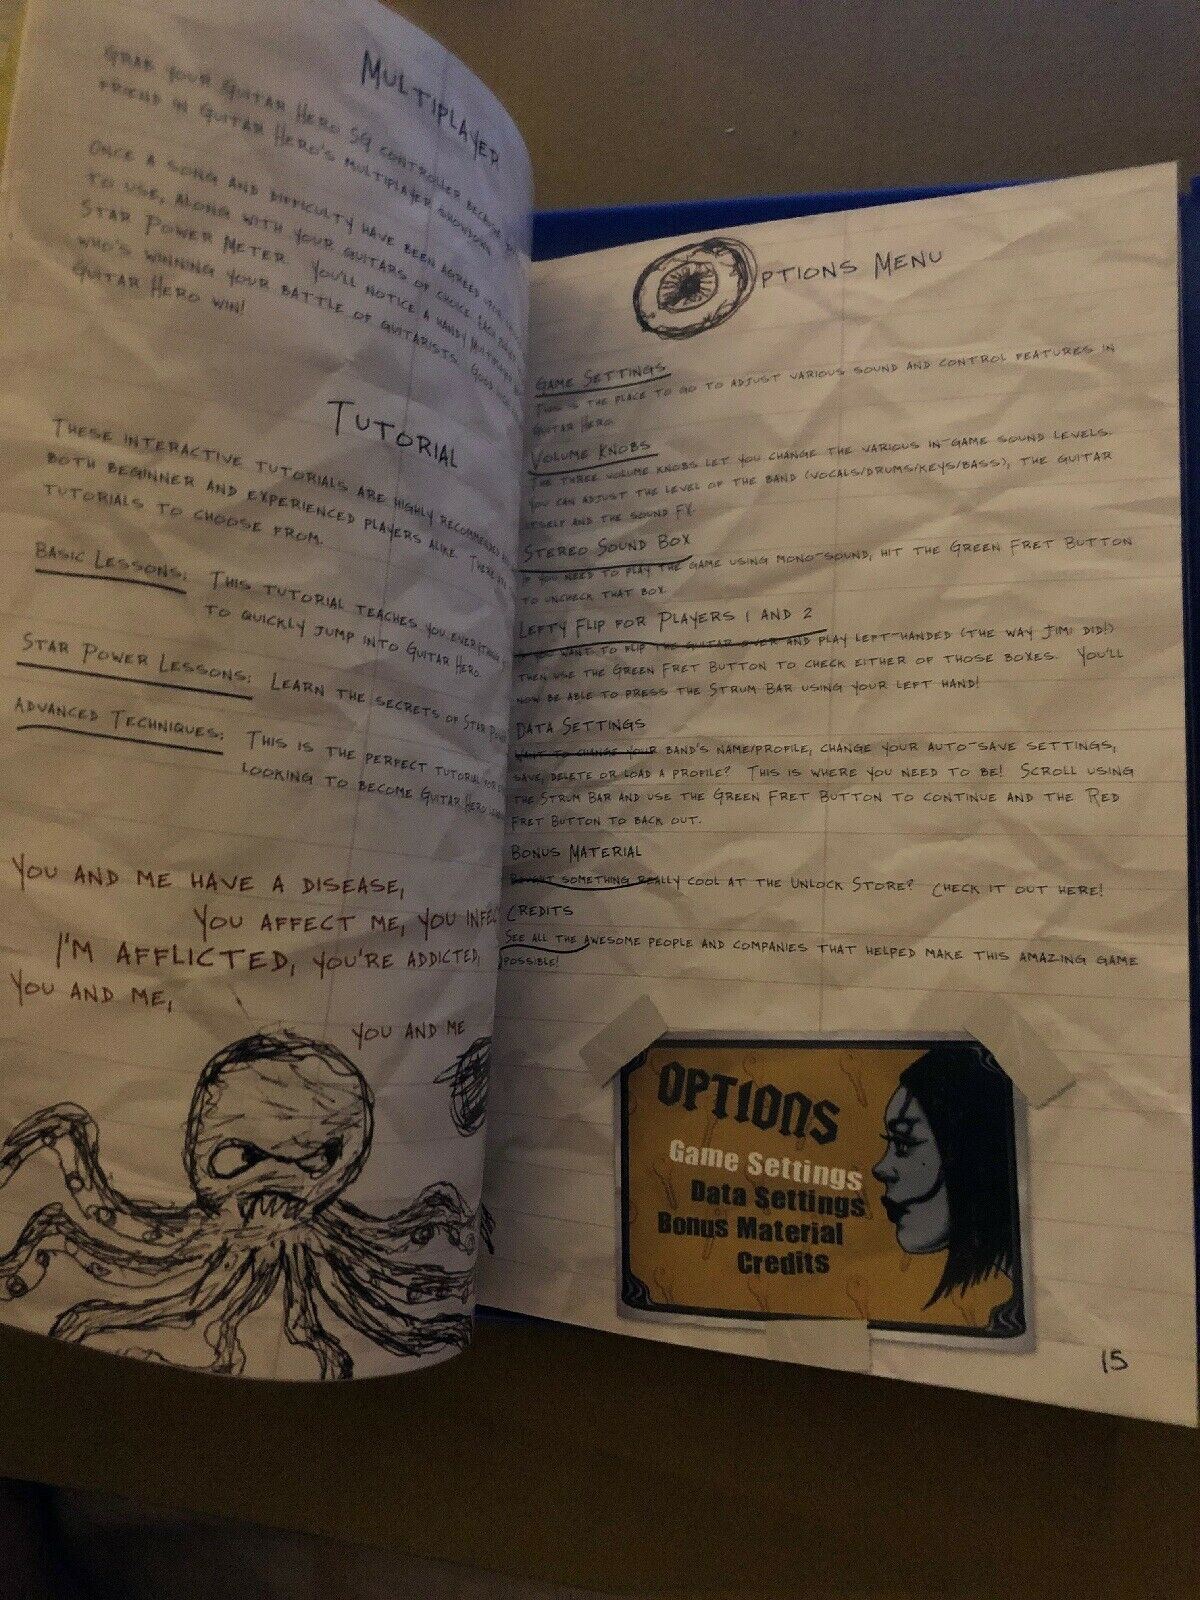 Multiplayer
Grab your Guitar Hero SG controller because
friend in Guitar Hero's multiplayer showdown.
Once a song and difficulty have been agreed upon
to use, along with your guitars of choice. Each
Star Power Meter. You'll notice a handy Multiplayer
who's winning your battle of guitarists. Good
Guitar Hero win!
Tutorial
These interactive tutorials are highly recommended
both beginner and experienced players alike. There are
tutorials to choose from.
Basic Lessons: This tutorial teaches you everything
to quickly jump into Guitar Hero.
Star Power Lessons: Learn the secrets of Star Power
Advanced Techniques: This is the perfect tutorial for
looking to become Guitar Hero
You and me have a disease,
You affect me, you infec
I'm afflicted, you're addicted,
You and me,
You and me
Options Menu
Game Settings
This is the place to go to adjust various sound and control features in
Guitar Hero.
Volume Knobs
The three volume knobs let you change the various in-game sound levels.
You can adjust the level of the band (vocals/drums/keys/bass), the guitar
itself and the sound FX.
Stereo Sound Box
If you need to play the game using mono-sound, hit the Green Fret Button
to uncheck that box.
Lefty Flip for Players 1 and 2
If you want to flip the guitar over and play left-handed (the way Jimi did!)
then use the Green Fret Button to check either of those boxes. You'll
now be able to press the Strum Bar using your left hand!
Data Settings
Want to change your band's name/profile, change your auto-save settings,
save, delete or load a profile? This is where you need to be! Scroll using
the Strum Bar and use the Green Fret Button to continue and the Red
Fret Button to back out.
Bonus Material
Bought something really cool at the Unlock Store? Check it out here!
Credits
See all the awesome people and companies that helped make this amazing game
possible!
OPTIONS
Game Settings
Data Settings
Bonus Material
Credits
15